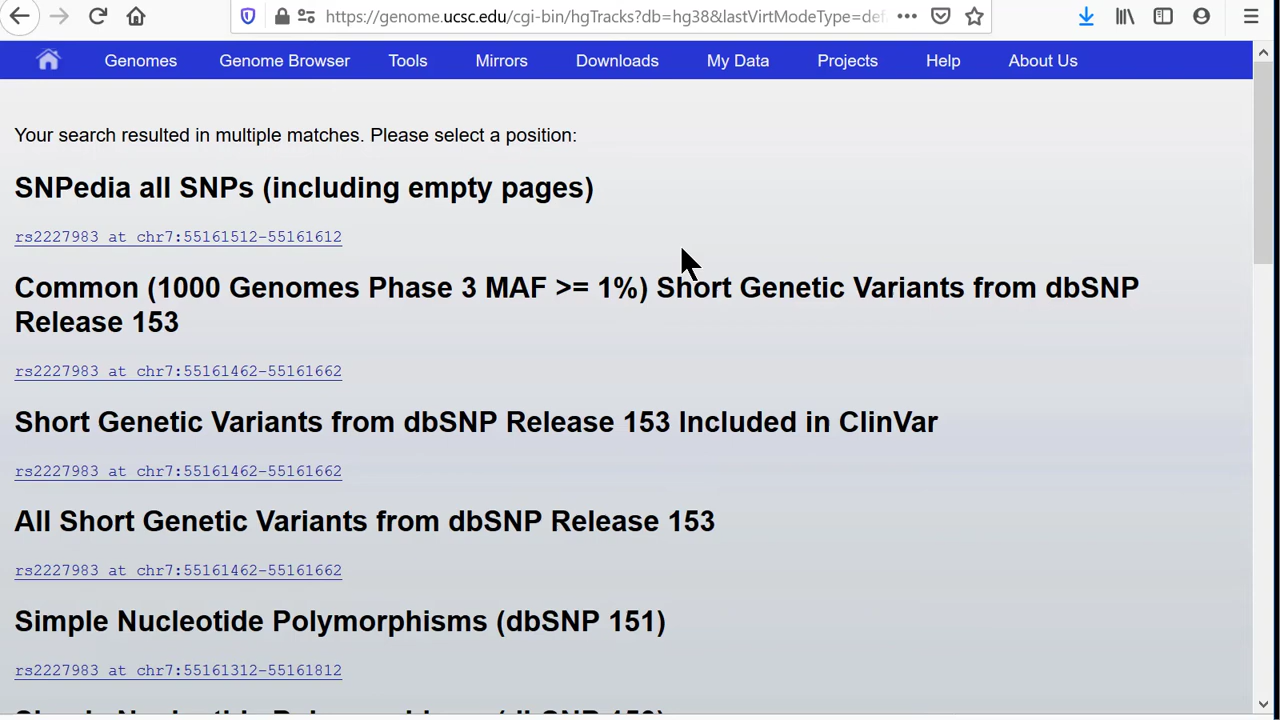 https://genome.ucsc.edu/cgi-bin/hgTracks?db=hg38&lastVirtModeType=def
Genomes Genome Browser Tools Mirrors Downloads My Data Projects Help About Us
Your search resulted in multiple matches. Please select a position:
SNPedia all SNPs (including empty pages)
rs2227983 at chr7:55161512-55161612
Common (1000 Genomes Phase 3 MAF >= 1%) Short Genetic Variants from dbSNP
Release 153
rs2227983 at chr7:55161462-55161662
Short Genetic Variants from dbSNP Release 153 Included in ClinVar
rs2227983 at chr7:55161462-55161662
All Short Genetic Variants from dbSNP Release 153
rs2227983 at chr7:55161462-55161662
Simple Nucleotide Polymorphisms (dbSNP 151)
rs2227983 at chr7:55161312-55161812